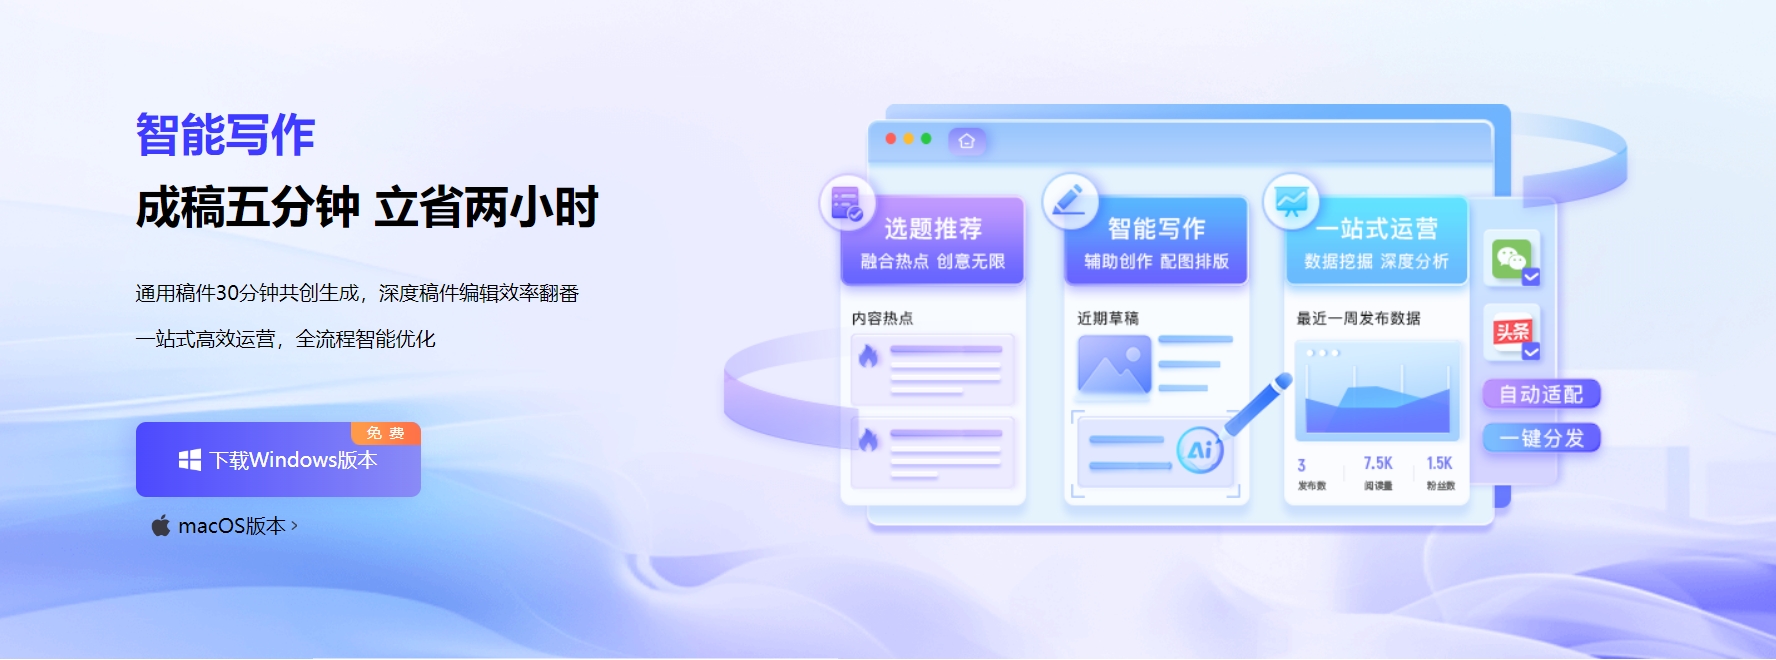 智能写作
成稿五分钟 立省两小时
通用稿件30分钟共创生成，深度稿件编辑效率翻番
一站式高效运营，全流程智能优化
免费
下载Windows版本
macOS版本 >
选题推荐
融合热点 创意无限
内容热点
智能写作
辅助创作 配图排版
近期草稿
Ai
一站式运营
数据挖掘 深度分析
最近一周发布数据
3
发布数
7.5K
阅读量
1.5K
粉丝数
头条
自动适配
一键分发